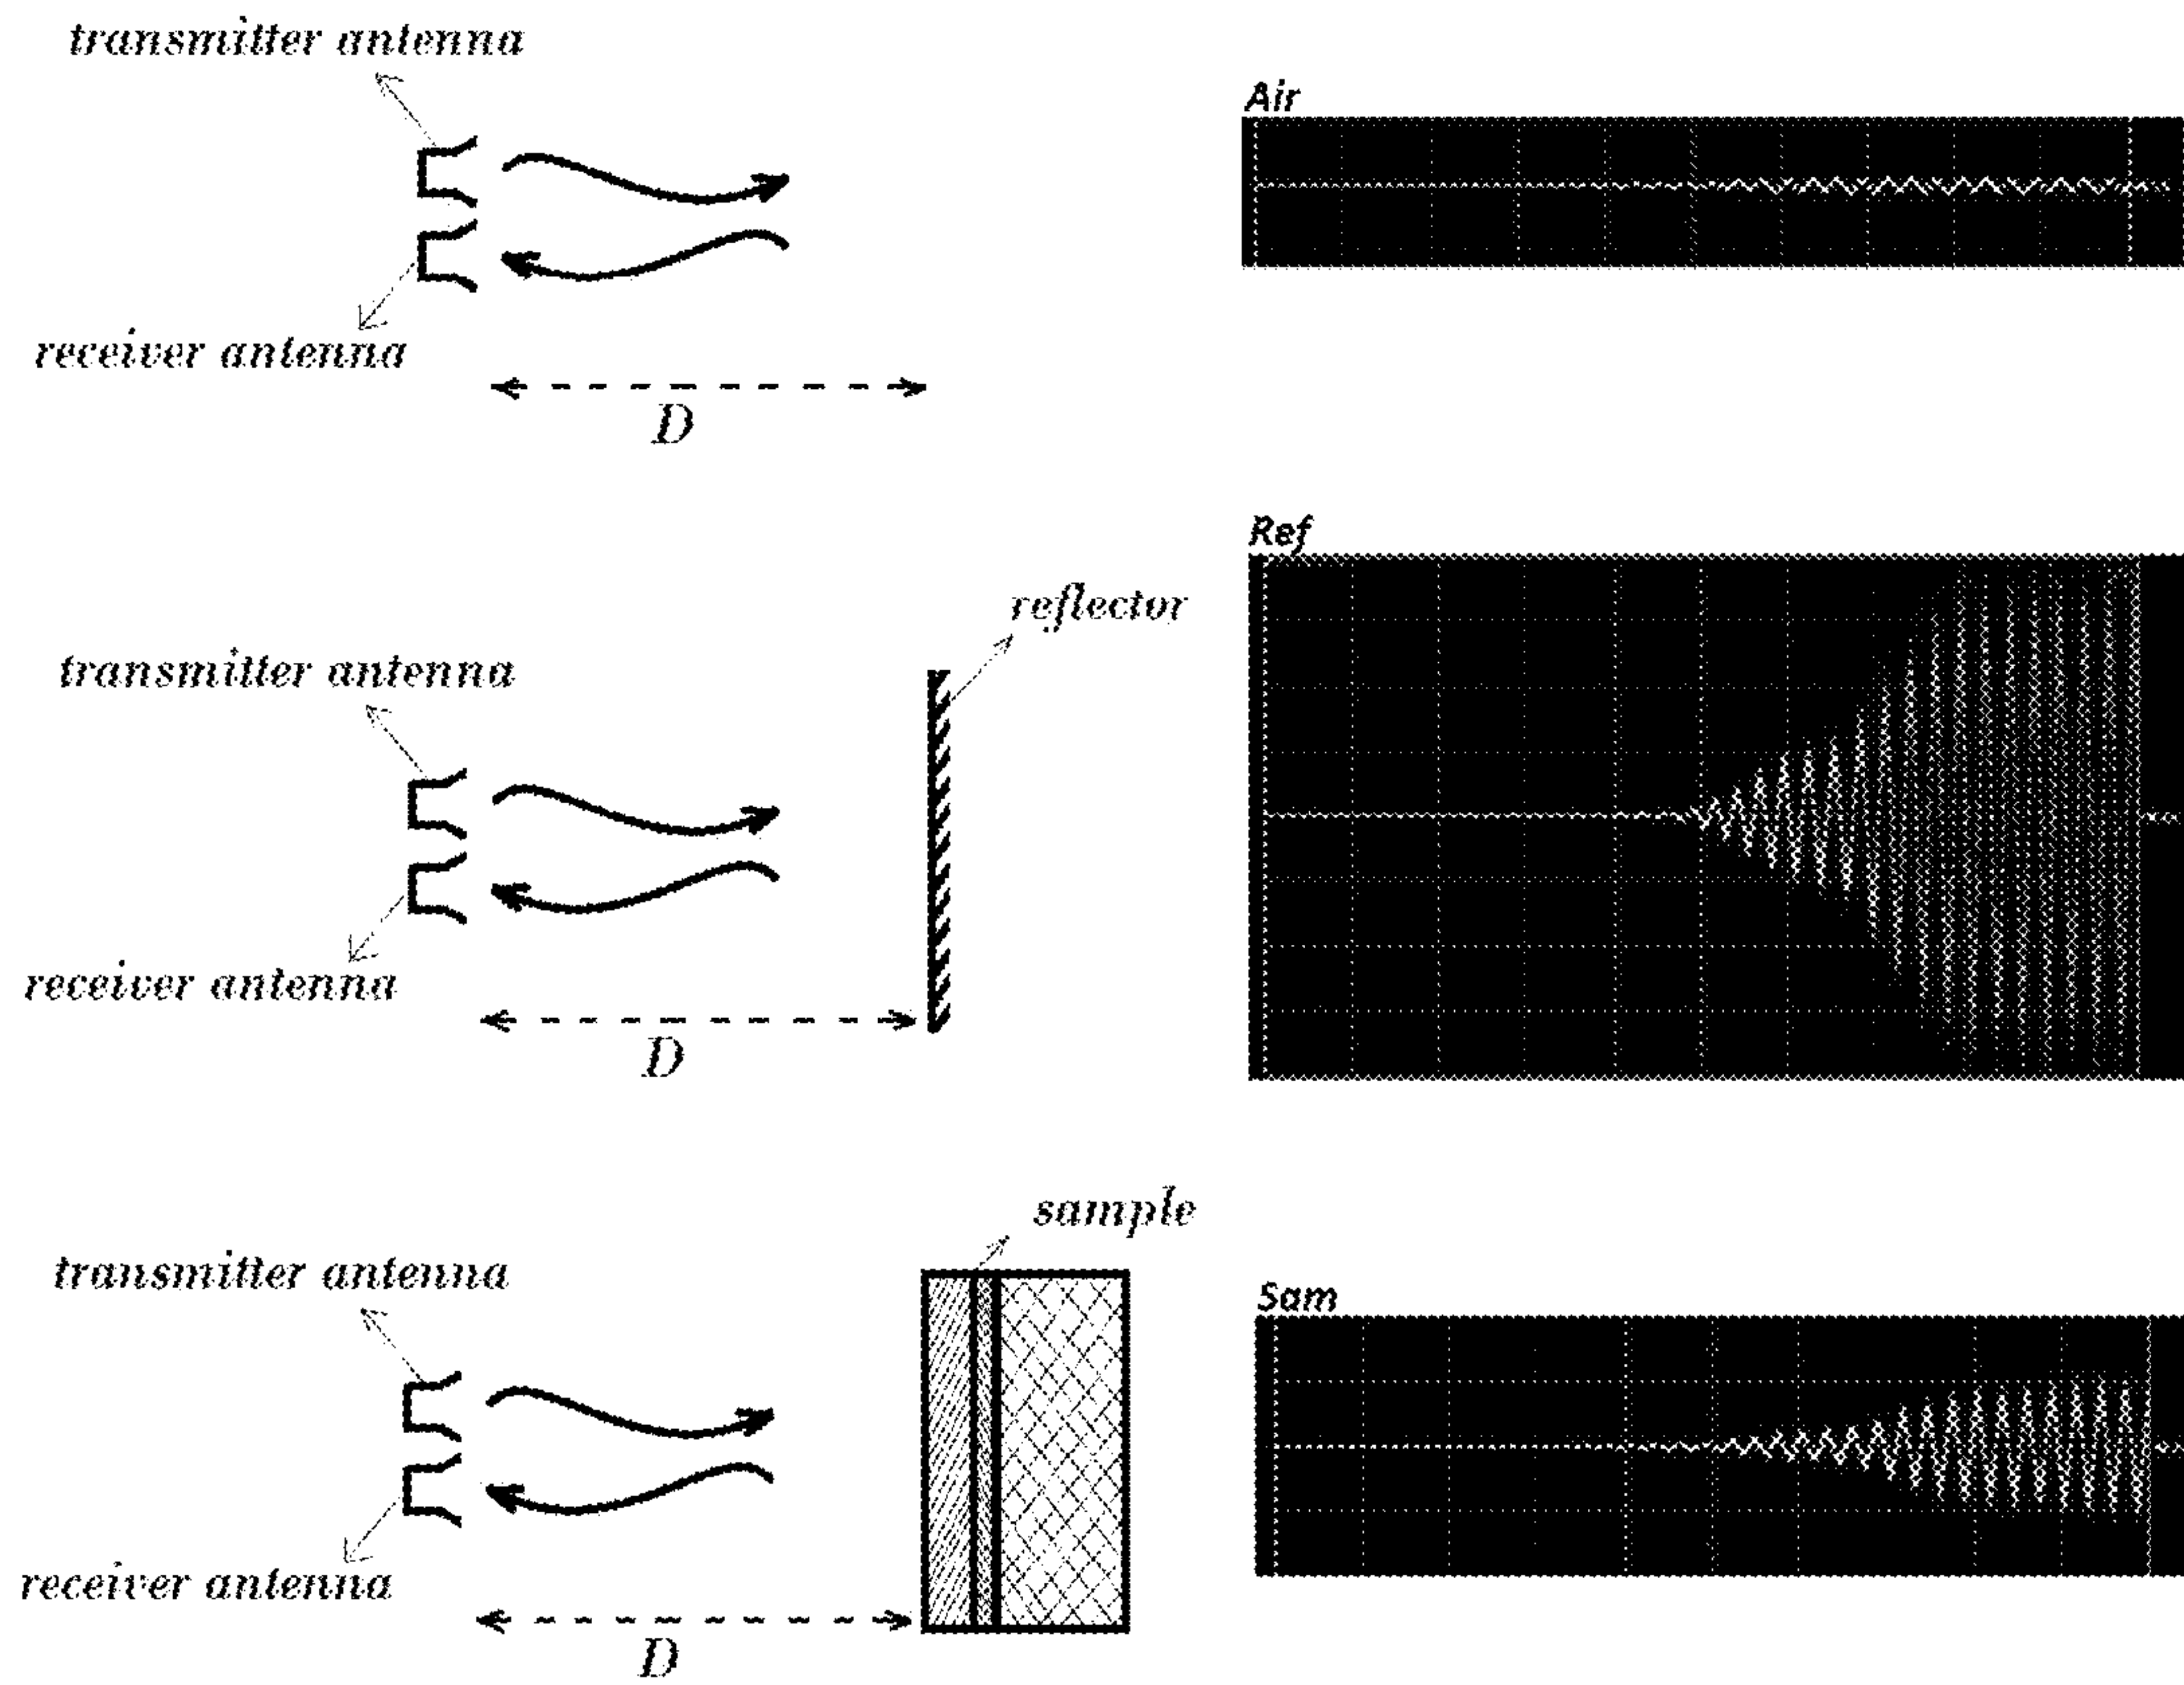 transmitter antenna
Air
receiver antenna
D
Ref
reflector
transmitter antenna
receiver antenna
D
sample
transmitter antenna
Sam
receiver antenna
D